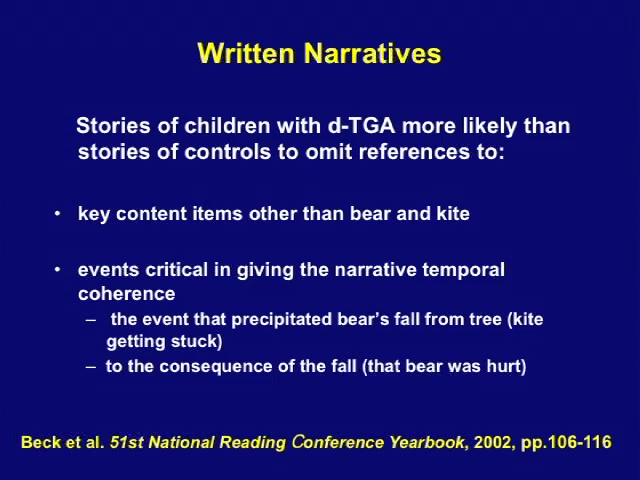 Written Narratives
Stories of children with d-TGA more likely than
stories of controls to omit references to:
• key content items other than bear and kite
• events critical in giving the narrative temporal
coherence
– the event that precipitated bear's fall from tree (kite
getting stuck)
– to the consequence of the fall (that bear was hurt)
Beck et al. 51st National Reading Conference Yearbook, 2002, pp.106-116